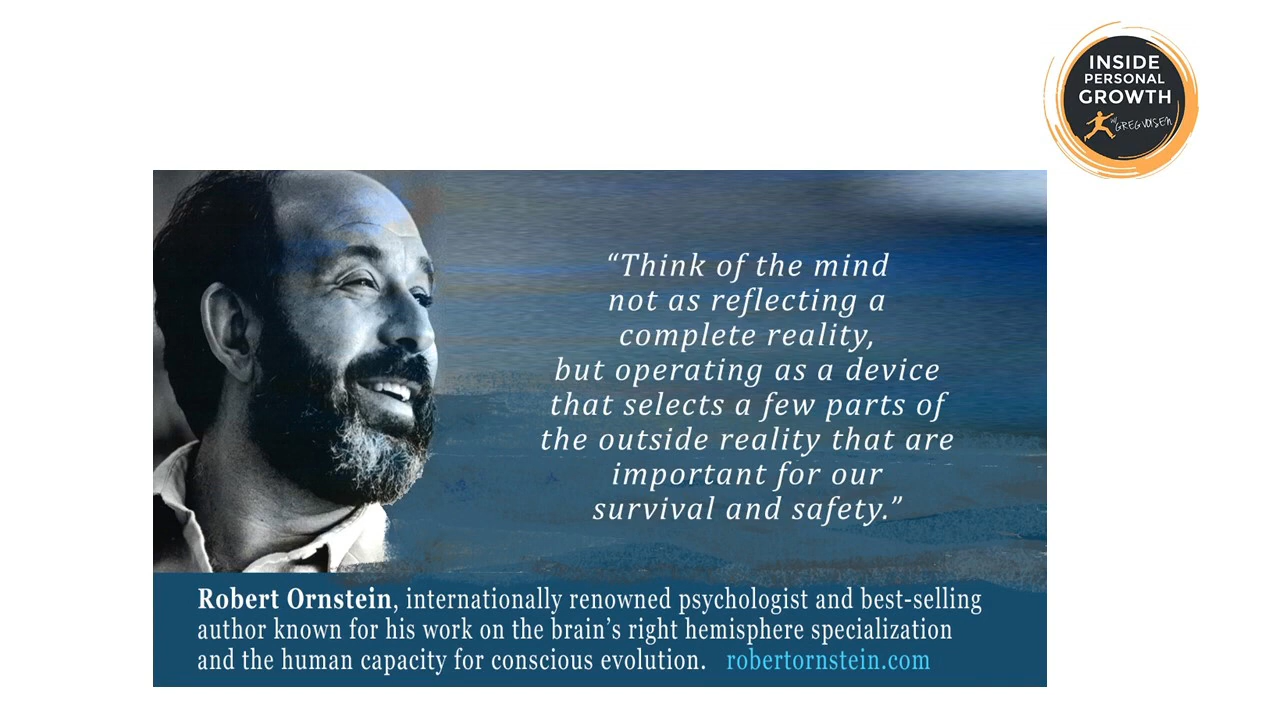 INSIDE
PERSONAL
GROWTH
W/ GREG VOISEN
“Think of the mind
not as reflecting a
complete reality,
but operating as a device
that selects a few parts of
the outside reality that are
important for our
survival and safety.”
Robert Ornstein, internationally renowned psychologist and best-selling
author known for his work on the brain’s right hemisphere specialization
and the human capacity for conscious evolution. robertornstein.com